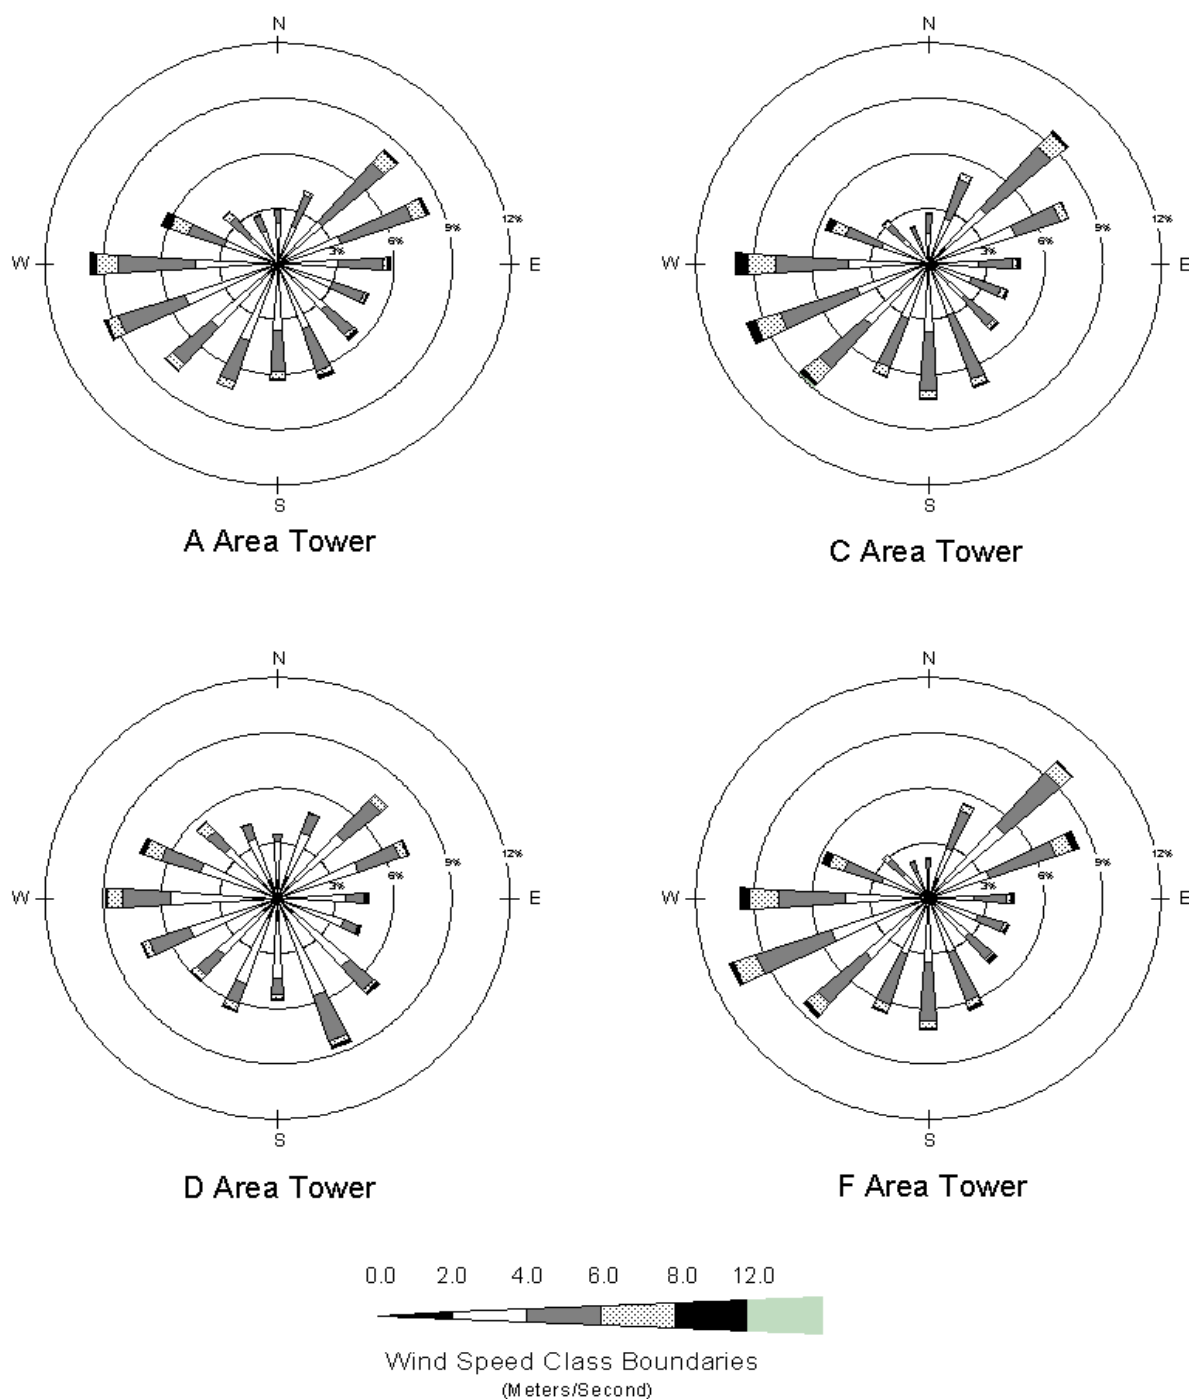 N
N
12%
12%
9%
9%
6%
6%
3%
3%
W
E
W
E
S
S
A Area Tower
C Area Tower
N
N
12%
12%
9%
9%
6%
6%
3%
3%
W
E
W
E
S
S
D Area Tower
F Area Tower
0.0 2.0 4.0 6.0 8.0 12.0
Wind Speed Class Boundaries
(Meters/Second)